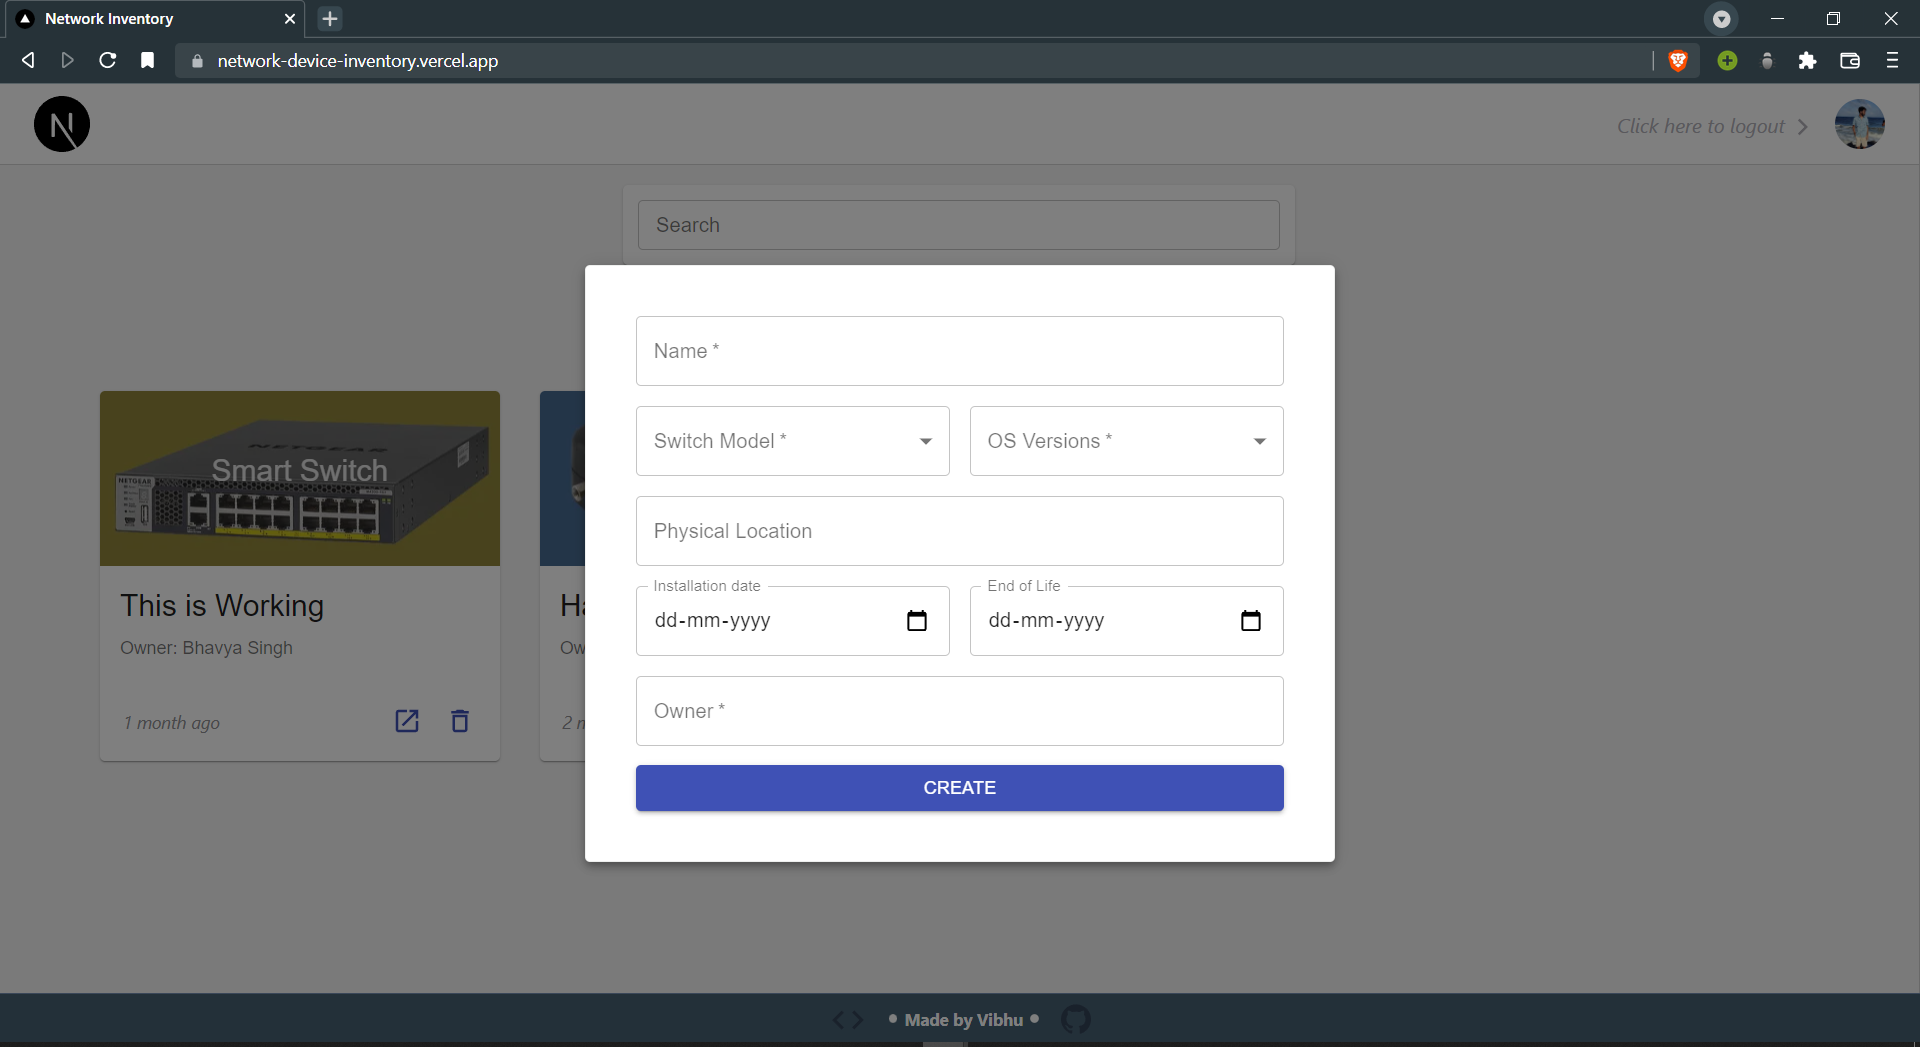 Network Inventory
network-device-inventory.vercel.app
N
Click here to logout
Search
Name *
Switch Model *
OS Versions *
Physical Location
Installation date
End of Life
dd-mm-yyyy
dd-mm-yyyy
Owner *
CREATE
NETGEAR
NETGEAR
Smart Switch
This is Working
Owner: Bhavya Singh
1 month ago
Ha
Ow
2 m
• Made by Vibhu •